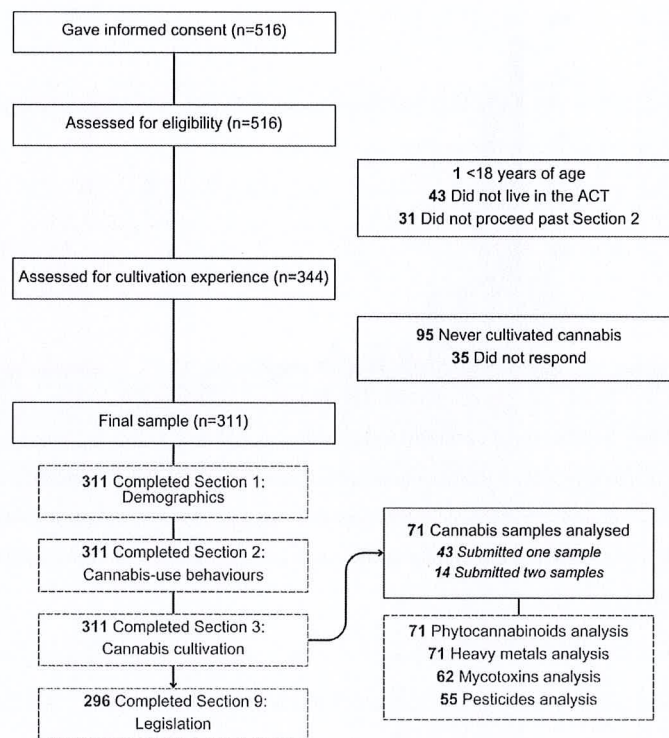 Gave informed consent (n=516)
Assessed for eligibility (n=516)
1 <18 years of age
43 Did not live in the ACT
31 Did not proceed past Section 2
Assessed for cultivation experience (n=344)
95 Never cultivated cannabis
35 Did not respond
Final sample (n=311)
311 Completed Section 1:
Demographics
311 Completed Section 2:
Cannabis-use behaviours
311 Completed Section 3:
Cannabis cultivation
296 Completed Section 9:
Legislation
71 Cannabis samples analysed
43 Submitted one sample
14 Submitted two samples
71 Phytocannabinoids analysis
71 Heavy metals analysis
62 Mycotoxins analysis
55 Pesticides analysis